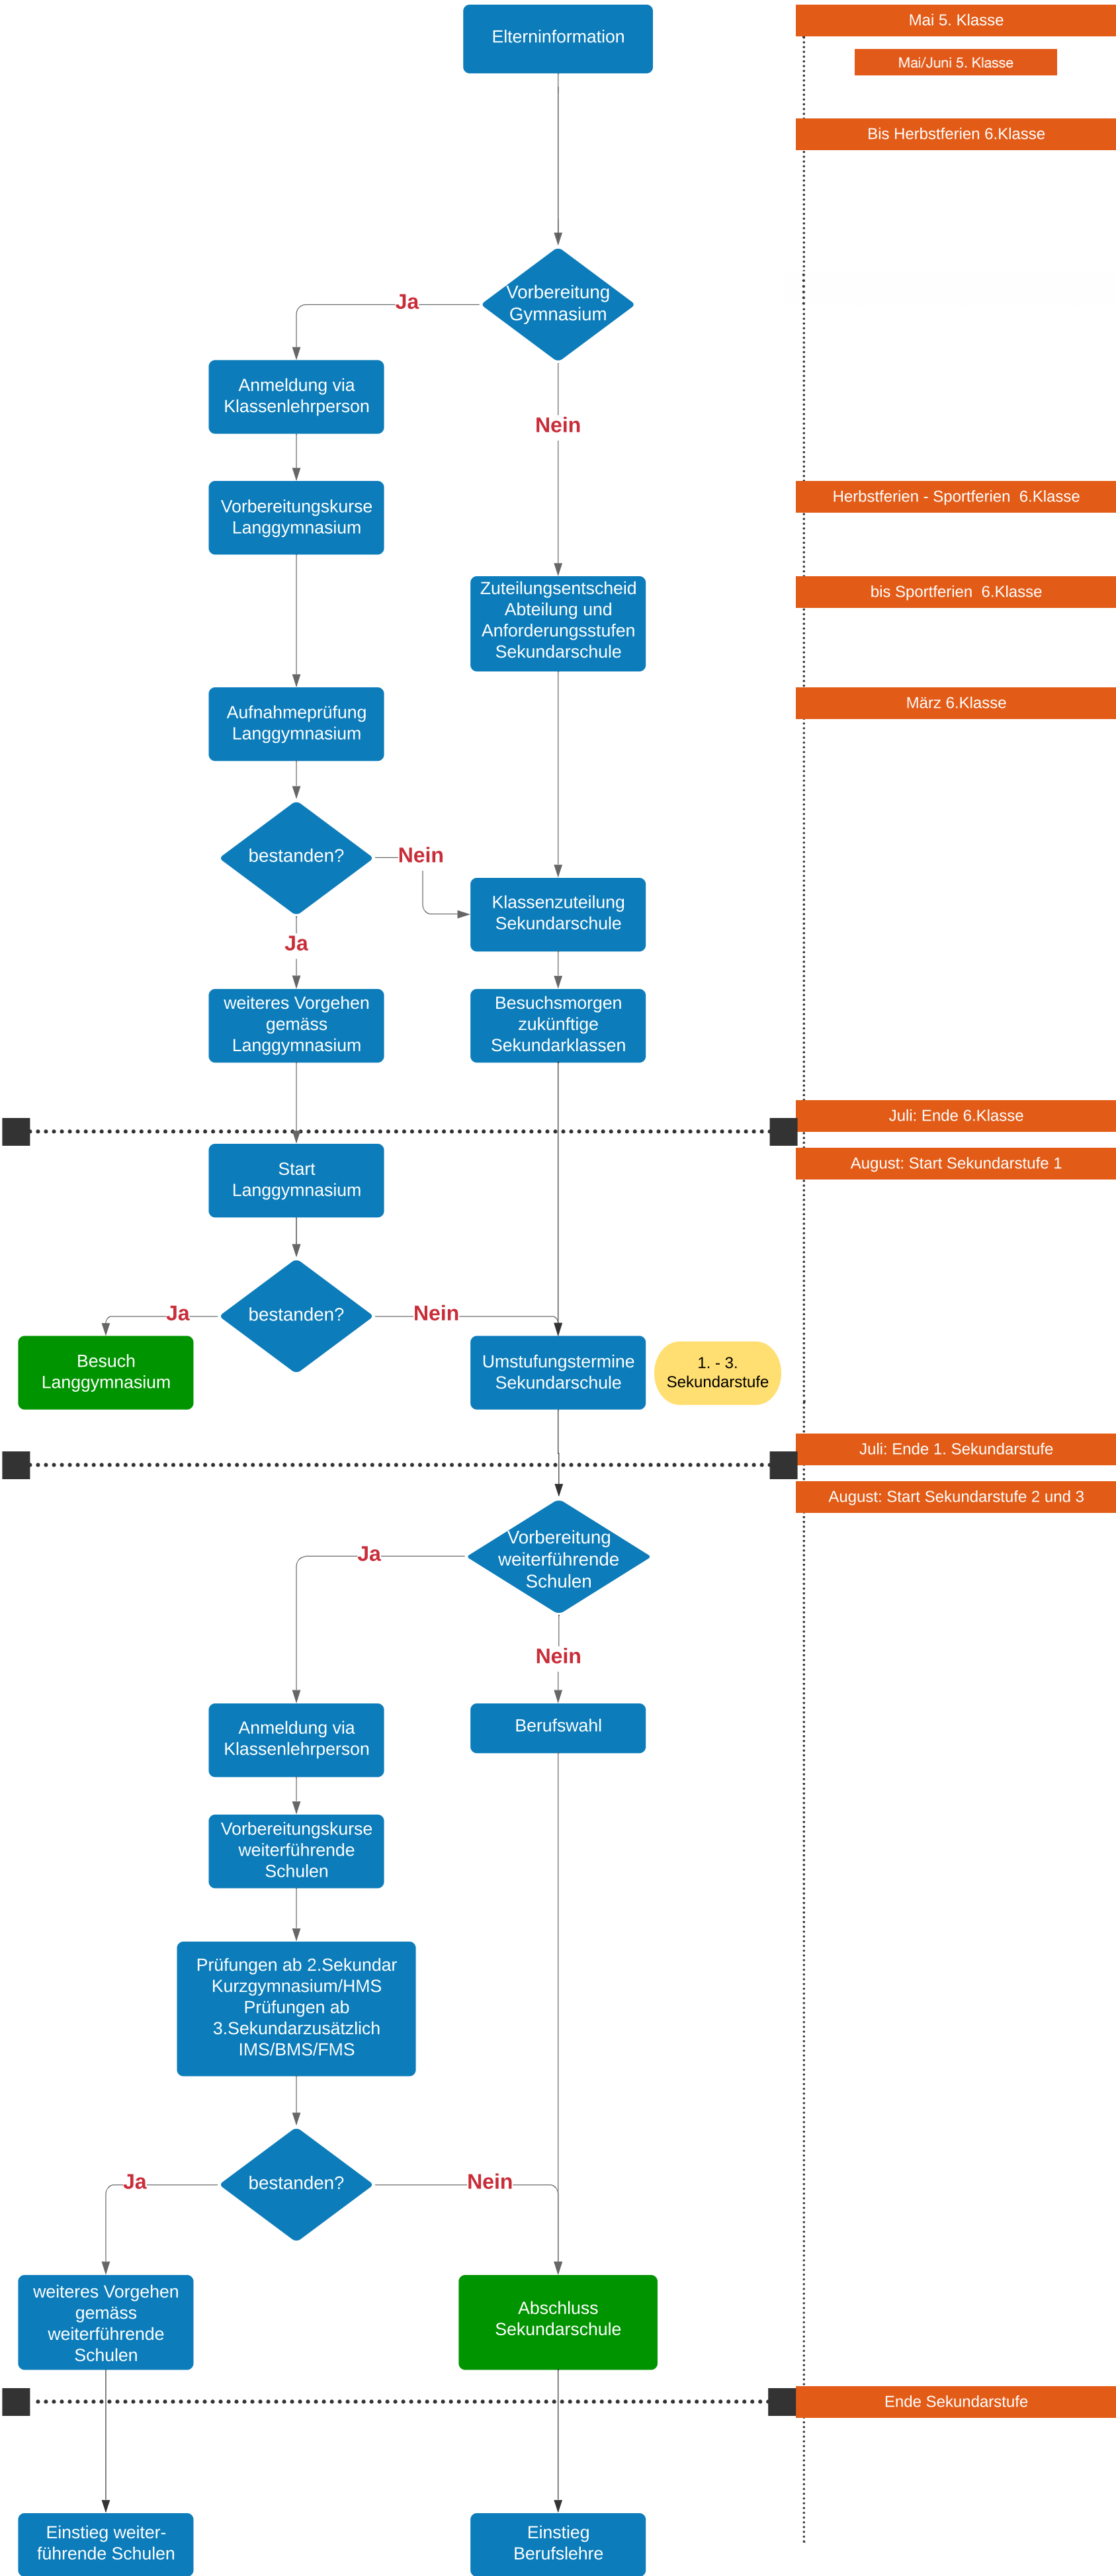 Elterninformation
Mai 5. Klasse
Mai/Juni 5. Klasse
Bis Herbstferien 6.Klasse
Vorbereitung
Gymnasium
Ja
Nein
Anmeldung via
Klassenlehrperson
Vorbereitungskurse
Langgymnasium
Herbstferien - Sportferien  6.Klasse
Zuteilungsentscheid
Abteilung und
Anforderungsstufen
Sekundarschule
bis Sportferien  6.Klasse
Aufnahmeprüfung
Langgymnasium
März 6.Klasse
bestanden?
Nein
Ja
Klassenzuteilung
Sekundarschule
weiteres Vorgehen
gemäss
Langgymnasium
Besuchsmorgen
zukünftige
Sekundarklassen
Juli: Ende 6.Klasse
August: Start Sekundarstufe 1
Start
Langgymnasium
bestanden?
Ja
Nein
Besuch
Langgymnasium
Umstufungstermine
Sekundarschule
1. - 3.
Sekundarstufe
Juli: Ende 1. Sekundarstufe
August: Start Sekundarstufe 2 und 3
Vorbereitung
weiterführende
Schulen
Ja
Nein
Anmeldung via
Klassenlehrperson
Berufswahl
Vorbereitungskurse
weiterführende
Schulen
Prüfungen ab 2.Sekundar
Kurzgymnasium/HMS
Prüfungen ab
3.Sekundarzusätzlich
IMS/BMS/FMS
bestanden?
Ja
Nein
weiteres Vorgehen
gemäss
weiterführende
Schulen
Abschluss
Sekundarschule
Ende Sekundarstufe
Einstieg weiter-
führende Schulen
Einstieg
Berufslehre